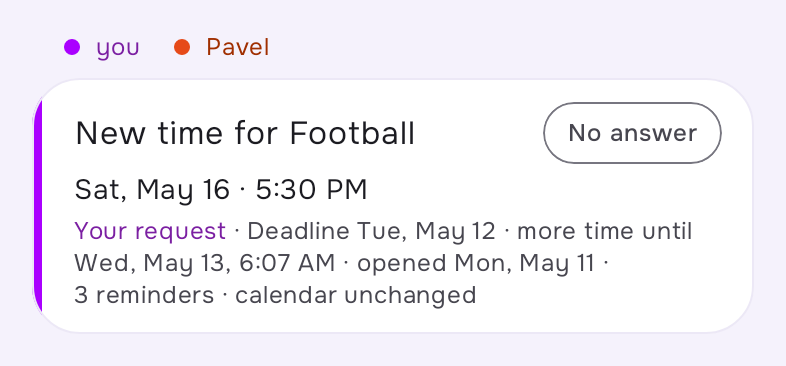 you Pavel
New time for Football No answer
Sat, May 16 · 5:30 PM
Your request · Deadline Tue, May 12 · more time until
Wed, May 13, 6:07 AM · opened Mon, May 11 ·
3 reminders · calendar unchanged